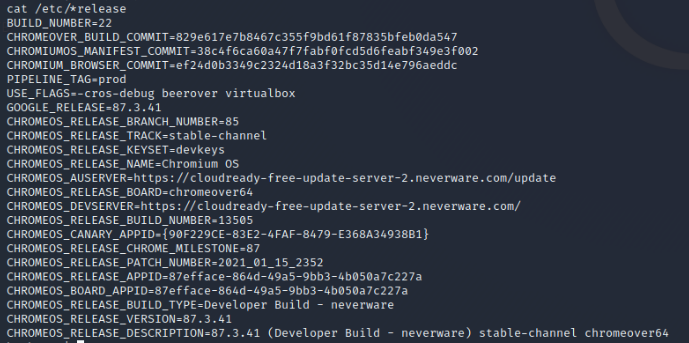 cat /etc/*release
BUILD_NUMBER=22
CHROMEOVER_BUILD_COMMIT=829e617e7b8467c355f9bd61f87835bfeb0da547
CHROMIUMOS_MANIFEST_COMMIT=38c4f6ca60a47f7fabf0fcd5d6feabf349e3f002
CHROMIUM_BROWSER_COMMIT=ef24d0b3349c2324d18a3f32bc35d14e796aeddc
PIPELINE_TAG=prod
USE_FLAGS=-cros-debug beerover virtualbox
GOOGLE_RELEASE=87.3.41
CHROMEOS_RELEASE_BRANCH_NUMBER=85
CHROMEOS_RELEASE_TRACK=stable-channel
CHROMEOS_RELEASE_KEYSET=devkeys
CHROMEOS_RELEASE_NAME=Chromium OS
CHROMEOS_AUSERVER=https://cloudready-free-update-server-2.neverware.com/update
CHROMEOS_RELEASE_BOARD=chromeover64
CHROMEOS_DEVSERVER=https://cloudready-free-update-server-2.neverware.com/
CHROMEOS_RELEASE_BUILD_NUMBER=13505
CHROMEOS_CANARY_APPID={90F229CE-83E2-4FAF-8479-E368A34938B1}
CHROMEOS_RELEASE_CHROME_MILESTONE=87
CHROMEOS_RELEASE_PATCH_NUMBER=2021_01_15_2352
CHROMEOS_RELEASE_APPID=87efface-864d-49a5-9bb3-4b050a7c227a
CHROMEOS_BOARD_APPID=87efface-864d-49a5-9bb3-4b050a7c227a
CHROMEOS_RELEASE_BUILD_TYPE=Developer Build - neverware
CHROMEOS_RELEASE_VERSION=87.3.41
CHROMEOS_RELEASE_DESCRIPTION=87.3.41 (Developer Build - neverware) stable-channel chromeover64